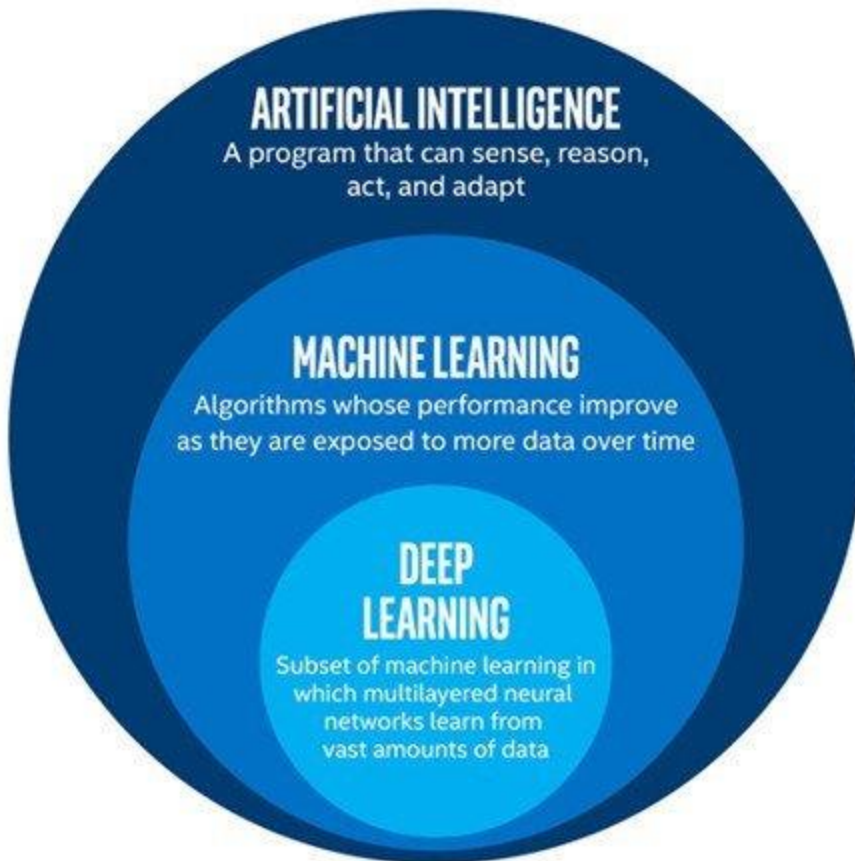 ARTIFICIAL INTELLIGENCE
A program that can sense, reason,
act, and adapt
MACHINE LEARNING
Algorithms whose performance improve
as they are exposed to more data over time
DEEP
LEARNING
Subset of machine learning in
which multilayered neural
networks learn from
vast amounts of data